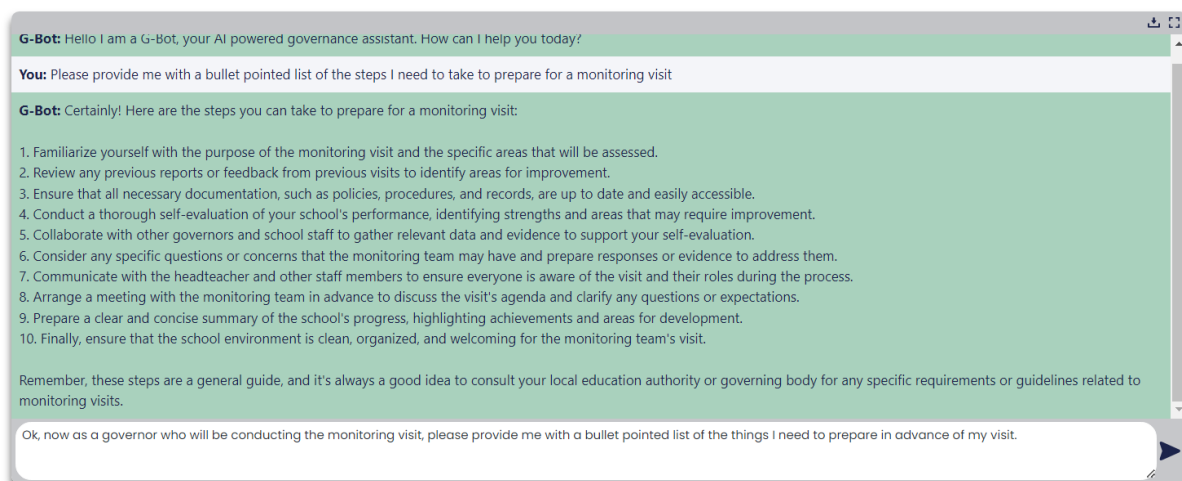 G-Bot: Hello I am a G-Bot, your AI powered governance assistant. How can I help you today?
You: Please provide me with a bullet pointed list of the steps I need to take to prepare for a monitoring visit
G-Bot: Certainly! Here are the steps you can take to prepare for a monitoring visit:
1. Familiarize yourself with the purpose of the monitoring visit and the specific areas that will be assessed.
2. Review any previous reports or feedback from previous visits to identify areas for improvement.
3. Ensure that all necessary documentation, such as policies, procedures, and records, are up to date and easily accessible.
4. Conduct a thorough self-evaluation of your school's performance, identifying strengths and areas that may require improvement.
5. Collaborate with other governors and school staff to gather relevant data and evidence to support your self-evaluation.
6. Consider any specific questions or concerns that the monitoring team may have and prepare responses or evidence to address them.
7. Communicate with the headteacher and other staff members to ensure everyone is aware of the visit and their roles during the process.
8. Arrange a meeting with the monitoring team in advance to discuss the visit's agenda and clarify any questions or expectations.
9. Prepare a clear and concise summary of the school's progress, highlighting achievements and areas for development.
10. Finally, ensure that the school environment is clean, organized, and welcoming for the monitoring team's visit.
Remember, these steps are a general guide, and it's always a good idea to consult your local education authority or governing body for any specific requirements or guidelines related to
monitoring visits.
Ok, now as a governor who will be conducting the monitoring visit, please provide me with a bullet pointed list of the things I need to prepare in advance of my visit.